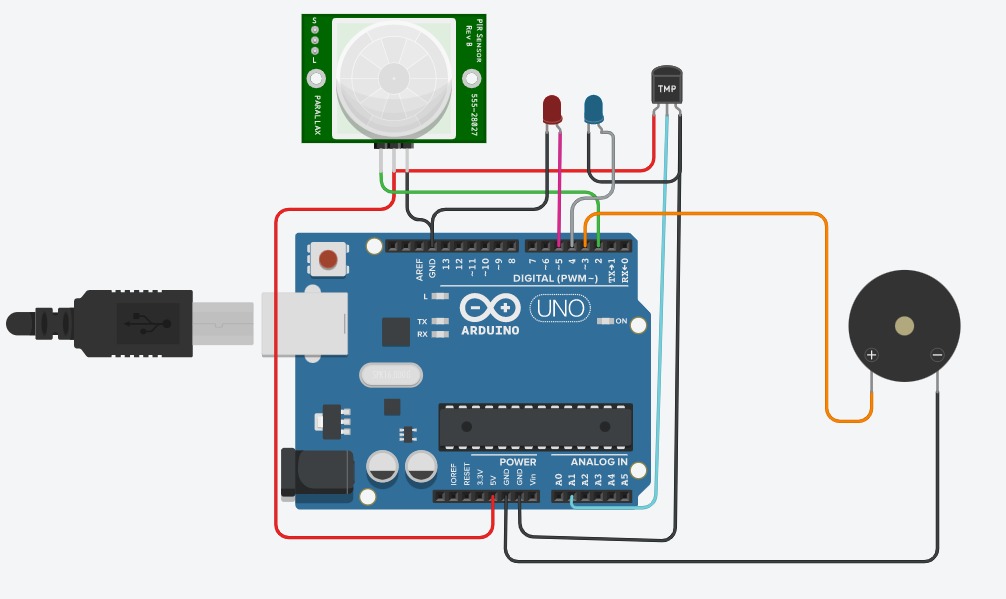 S
L
PIR SENSOR
REV B
PARALLAX
555-28027
TMP
AREF
GND
13
12
~11
~10
~9
8
7
~6
~5
4
~3
2
TX→1
RX←0
DIGITAL (PWM~)
L
TX
RX
ARDUINO
UNO
ON
+
−
POWER
ANALOG IN
IOREF
RESET
3.3V
5V
GND
GND
Vin
A0
A1
A2
A3
A4
A5